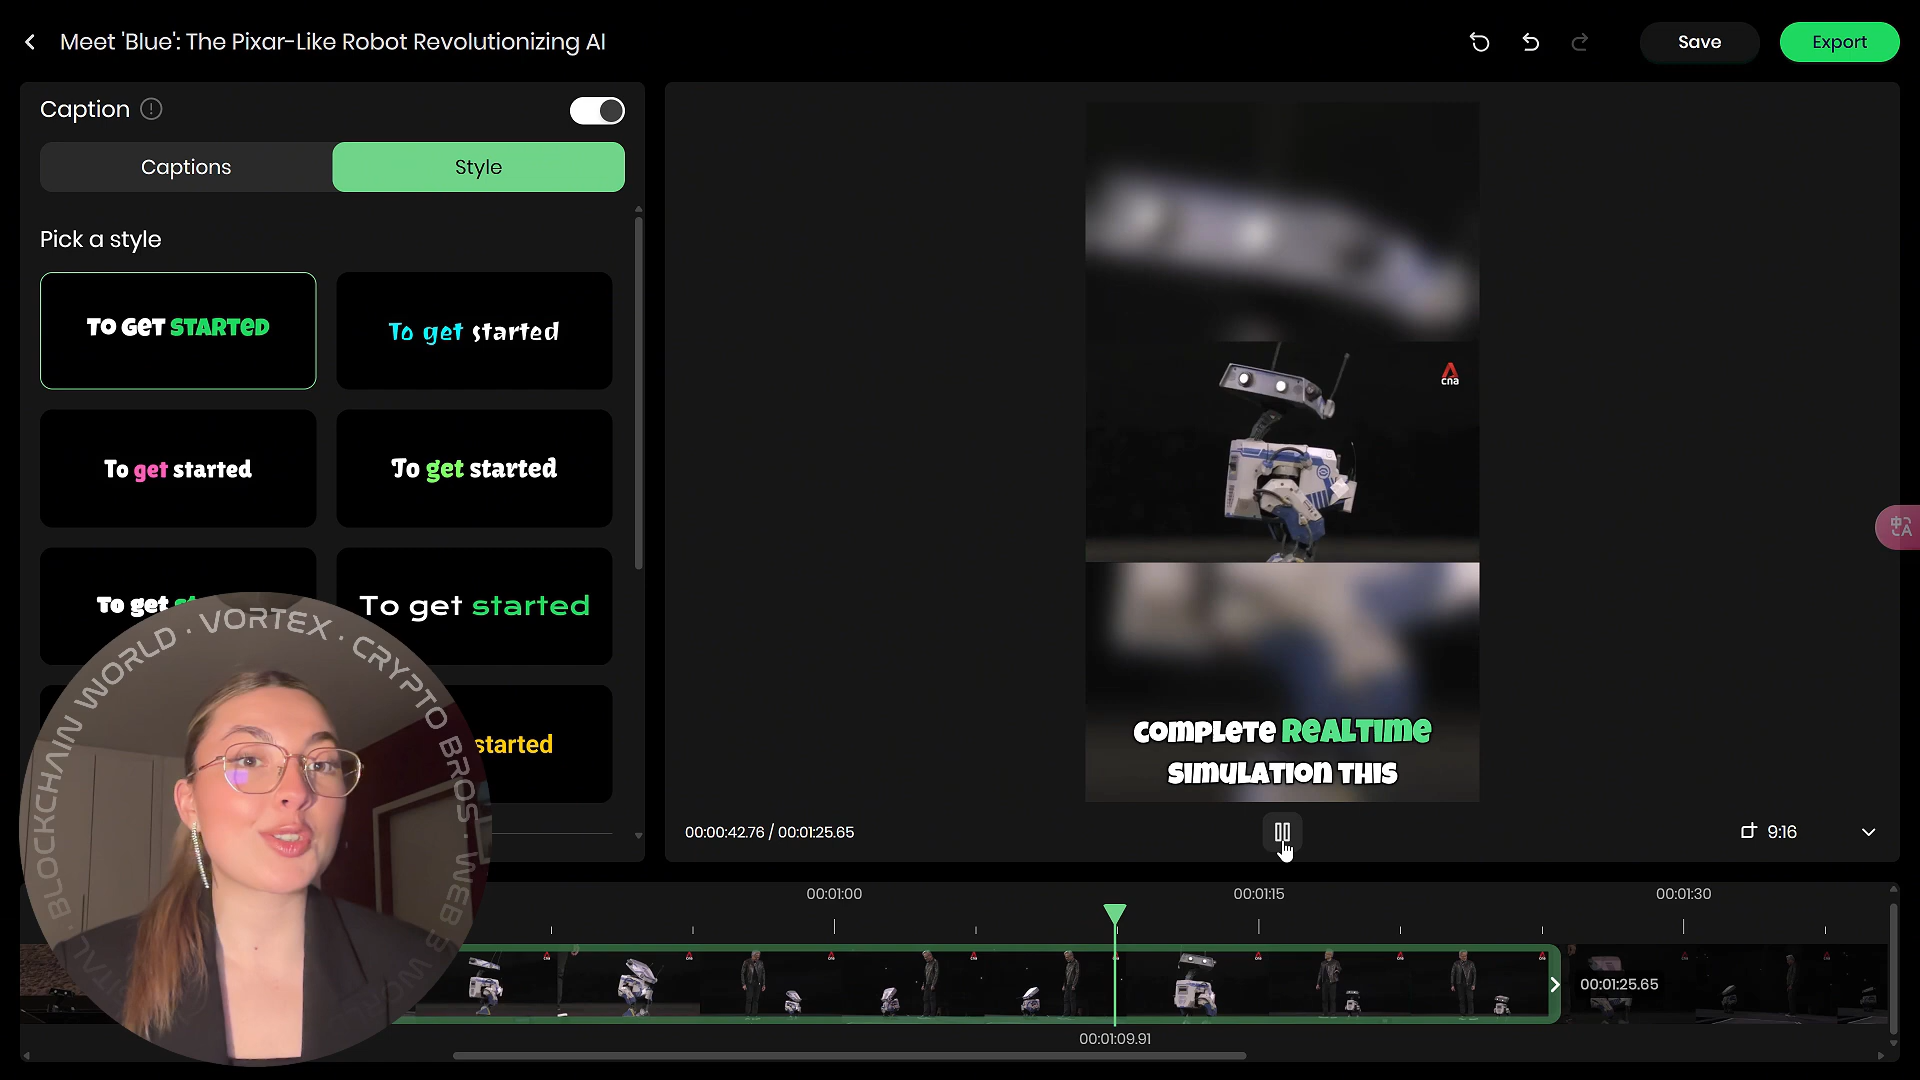 Meet 'Blue': The Pixar-Like Robot Revolutionizing AI
Save
Export
Caption
Captions
Style
Pick a style
TO GET STARTED
To get started
To get started
To get started
To get
To get started
started
cna
COMPLETE REALTIME
SIMULATION THIS
00:00:42.76 / 00:01:25.65
9:16
00:01:00
00:01:15
00:01:30
00:01:25.65
00:01:09.91
BLOCKCHAIN WORLD · VORTEX · CRYPTO BROS · WEB 3